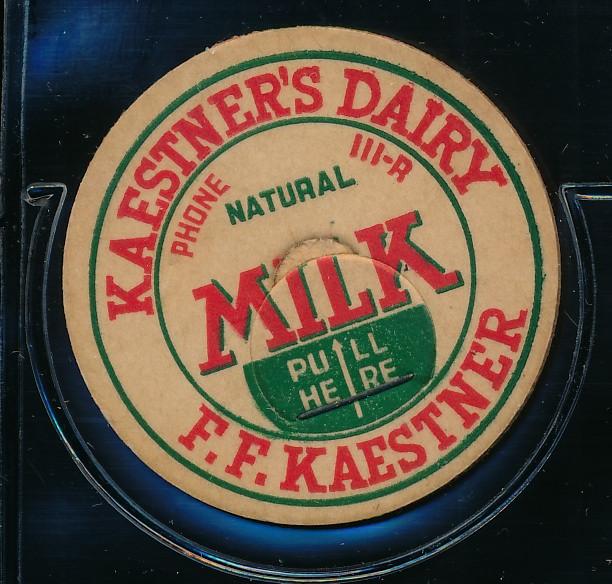 KAESTNER'S DAIRY
PHONE 111-R
NATURAL
MILK
PULL
HERE
F.F. KAESTNER